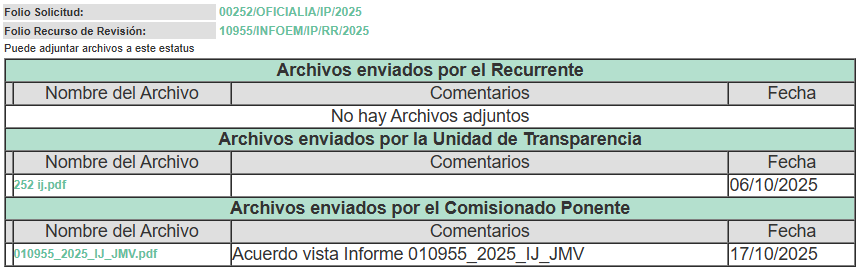 Folio Solicitud: 00252/OFICIALIA/IP/2025
Folio Recurso de Revisión: 10955/INFOEM/IP/RR/2025
Puede adjuntar archivos a este estatus
Archivos enviados por el Recurrente
Nombre del Archivo Comentarios Fecha
No hay Archivos adjuntos
Archivos enviados por la Unidad de Transparencia
Nombre del Archivo Comentarios Fecha
252 ij.pdf 06/10/2025
Archivos enviados por el Comisionado Ponente
Nombre del Archivo Comentarios Fecha
010955_2025_IJ_JMV.pdf Acuerdo vista Informe 010955_2025_IJ_JMV 17/10/2025